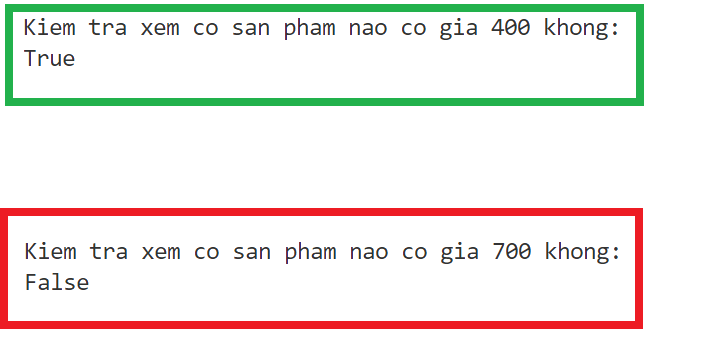 Kiem tra xem co san pham nao co gia 400 khong:
True
Kiem tra xem co san pham nao co gia 700 khong:
False